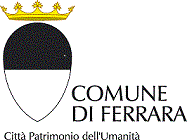 COMUNE
DI FERRARA
Città Patrimonio dell'Umanità